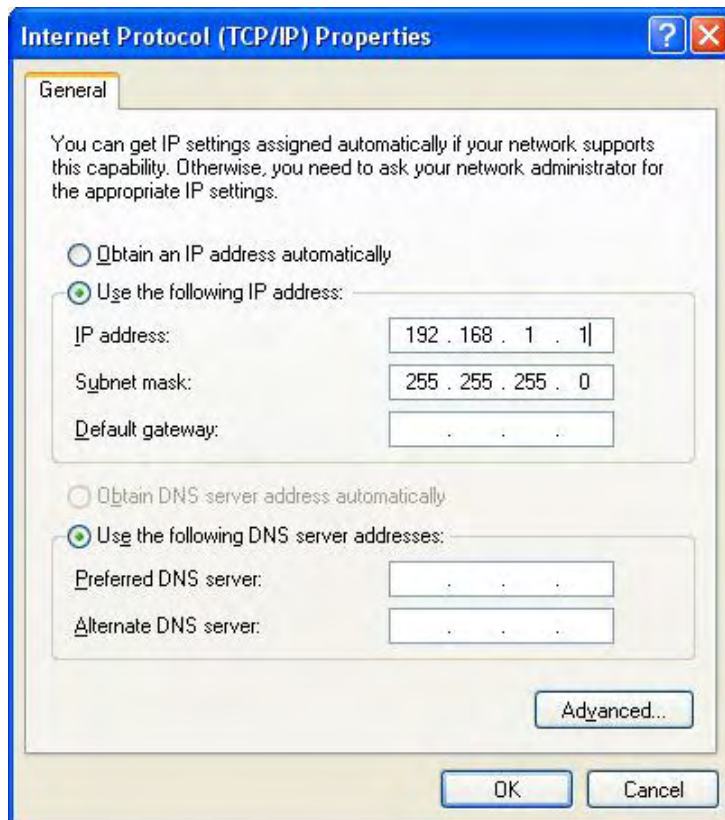 Internet Protocol (TCP/IP) Properties
General
You can get IP settings assigned automatically if your network supports
this capability. Otherwise, you need to ask your network administrator for
the appropriate IP settings.
Obtain an IP address automatically
Use the following IP address:
IP address: 192 . 168 . 1 . 1
Subnet mask: 255 . 255 . 255 . 0
Default gateway: . . .
Obtain DNS server address automatically
Use the following DNS server addresses:
Preferred DNS server: . . .
Alternate DNS server: . . .
Advanced...
OK Cancel